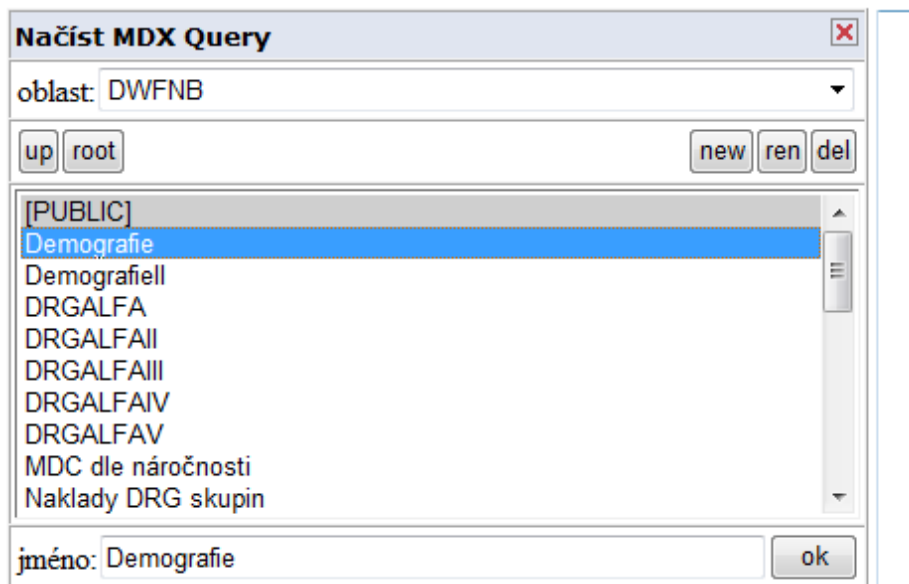 Načíst MDX Query
oblast: DWFNB
up root new ren del
[PUBLIC]
Demografie
DemografieII
DRGALFA
DRGALFAII
DRGALFAIII
DRGALFAIV
DRGALFAV
MDC dle náročnosti
Naklady DRG skupin
jméno: Demografie ok